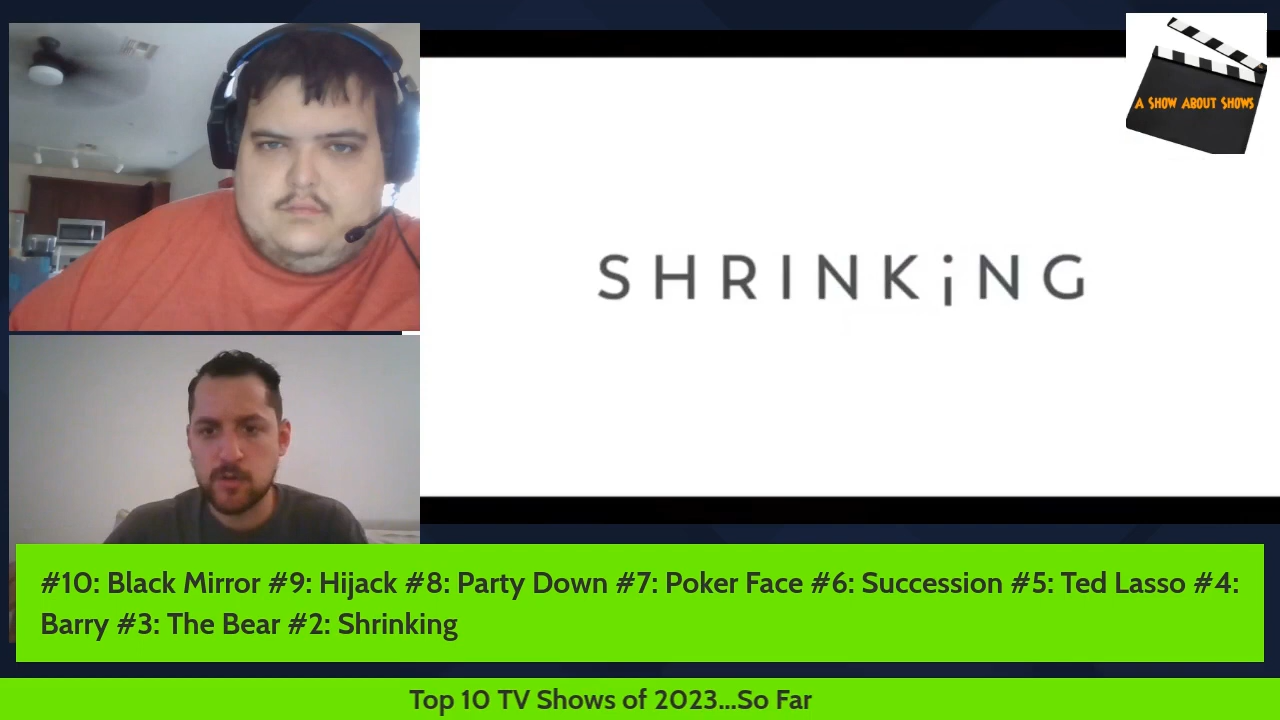 A SHOW ABOUT SHOWS
SHRINKiNG
#10: Black Mirror #9: Hijack #8: Party Down #7: Poker Face #6: Succession #5: Ted Lasso #4:
Barry #3: The Bear #2: Shrinking
Top 10 TV Shows of 2023...So Far